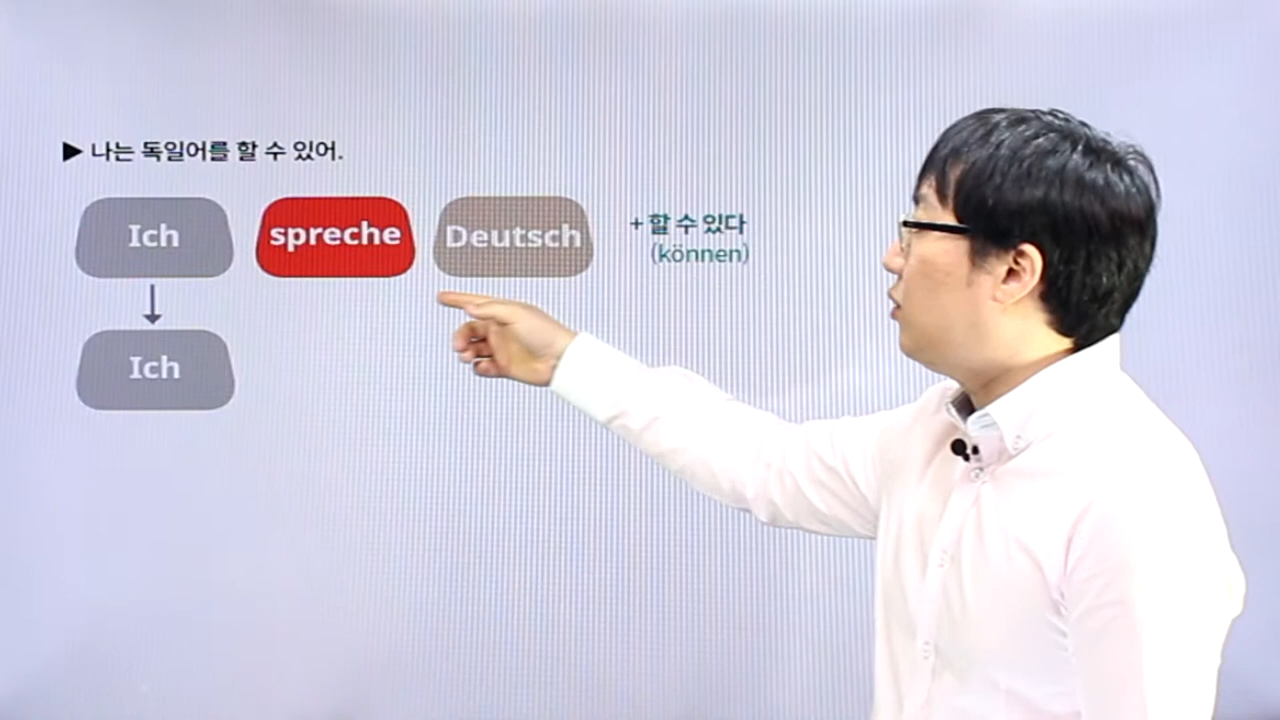 ▶ 나는 독일어를 할 수 있어.
Ich spreche Deutsch + 할 수 있다
(können)
Ich